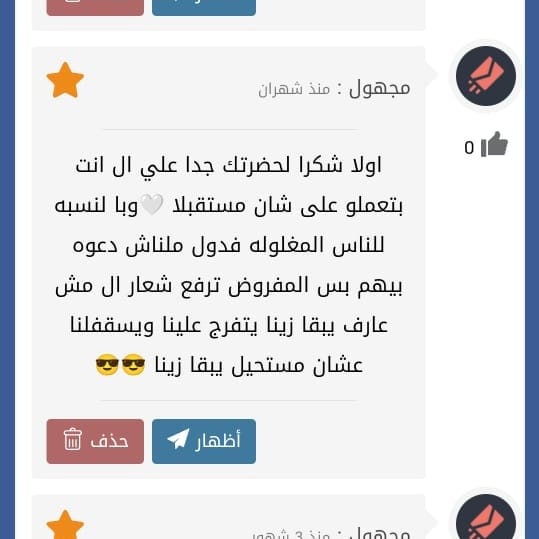 مجهول : منذ شهران
0
اولا شكرا لحضرتك جدا علي ال انت
بتعملو على شان مستقبلا 🤍وبا لنسبه
للناس المغلوله فدول ملناش دعوه
بيهم بس المفروض ترفع شعار ال مش
عارف يبقا زينا يتفرج علينا ويسقفلنا
عشان مستحيل يبقا زينا 😎😎
أظهار
حذف
مجهول : منذ 3 شهور